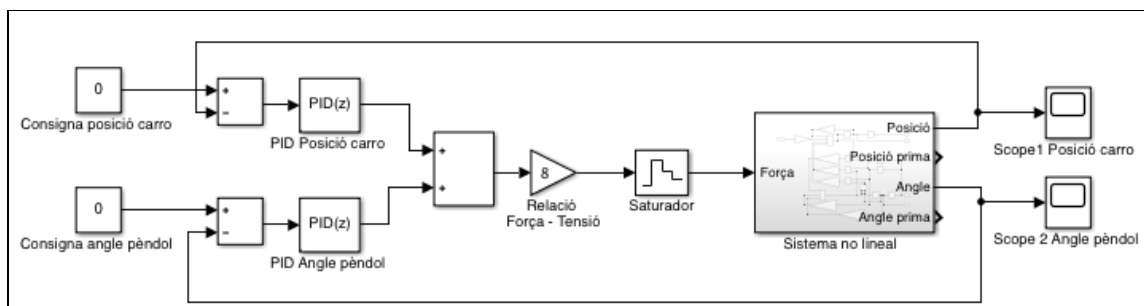 0
Consigna posició carro
+
−
PID(z)
PID Posició carro
0
Consigna angle pèndol
+
−
PID(z)
PID Angle pèndol
+
+
8
Relació
Força - Tensió
Saturador
Força
Posició
Posició prima
Angle
Angle prima
Sistema no lineal
Scope1 Posició carro
Scope 2 Angle pèndol